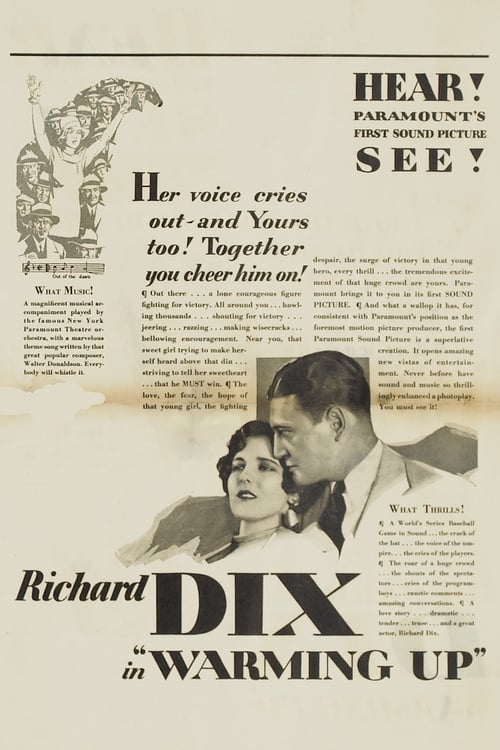 HEAR!
PARAMOUNT'S
FIRST SOUND PICTURE
SEE!
Her voice cries
out-and Yours
too! Together
you cheer him on!
Out of the dawn
WHAT MUSIC!
A magnificent musical ac-
companiment played by
the famous New York
Paramount Theatre or-
chestra, with a marvelous
theme song written by that
great popular composer,
Walter Donaldson. Every-
body will whistle it.
¶ Out there . . . a lone courageous figure
fighting for victory. All around you . . . howl-
ing thousands . . . shouting for victory . . .
jeering . . . razzing . . . making wisecracks . . .
bellowing encouragement. Near you, that
sweet girl trying to make her-
self heard above that din . . .
striving to tell her sweetheart
. . . that he MUST win. ¶ The
love, the fear, the hope of
that young girl, the fighting
despair, the surge of victory in that young
hero, every thrill . . . the tremendous excite-
ment of that huge crowd are yours. Para-
mount brings it to you in its first SOUND
PICTURE. ¶ And what a wallop it has, for
consistent with Paramount's position as the
foremost motion picture producer, the first
Paramount Sound Picture is a superlative
creation. It opens amazing
new vistas of entertain-
ment. Never before have
sound and music so thrill-
ingly enhanced a photoplay.
You must see it!
WHAT THRILLS!
¶ A World's Series Baseball
Game in Sound . . . the crack of
the bat . . . the voice of the um-
pire . . . the cries of the players.
¶ The roar of a huge crowd
. . . the shouts of the specta-
tors . . . cries of the program-
boys . . . caustic comments . . .
amusing conversations. ¶ A
love story . . . dramatic . . .
tender . . . tense . . . and a great
actor, Richard Dix.
Richard DIX
in "WARMING UP"